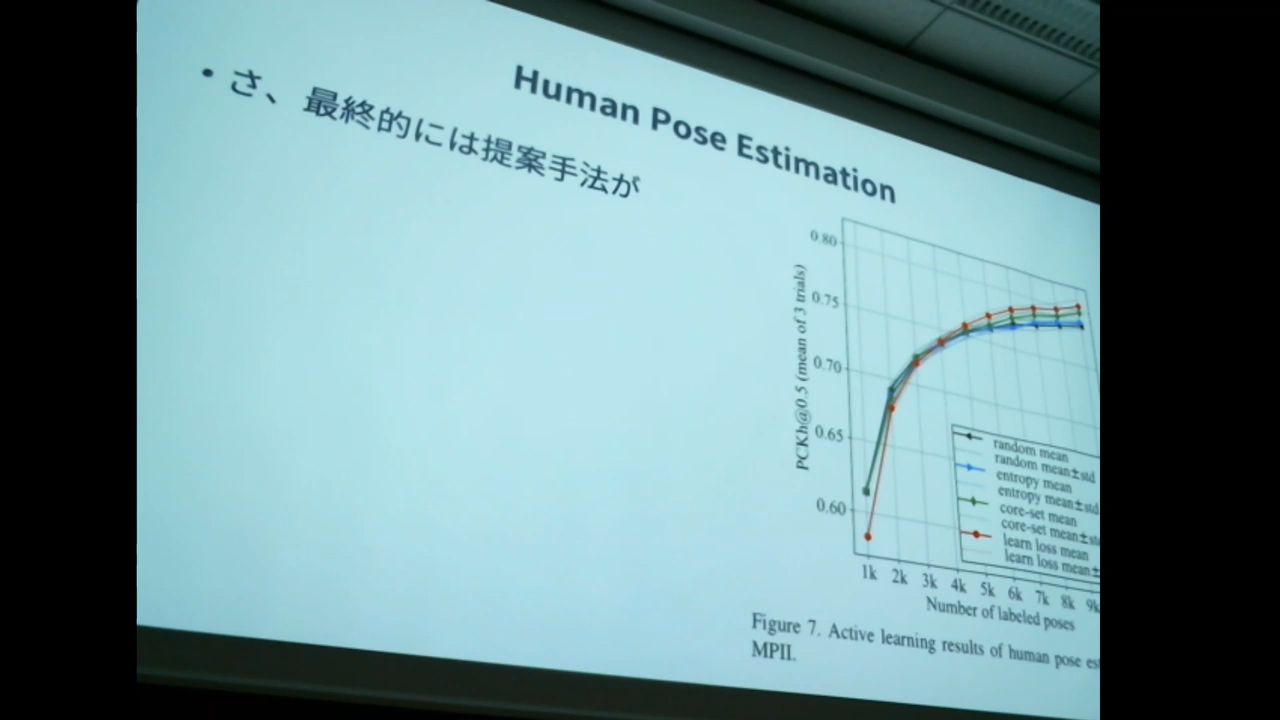 Human Pose Estimation
• さ、最終的には提案手法が
0.80
0.75
0.70
0.65
0.60
PCKh@0.5 (mean of 3 trials)
random mean
random mean±std
entropy mean
entropy mean±std
core-set mean
core-set mean±st
learn loss mean
learn loss mean±
1k 2k 3k 4k 5k 6k 7k 8k 9k
Number of labeled poses
Figure 7. Active learning results of human pose es
MPII.